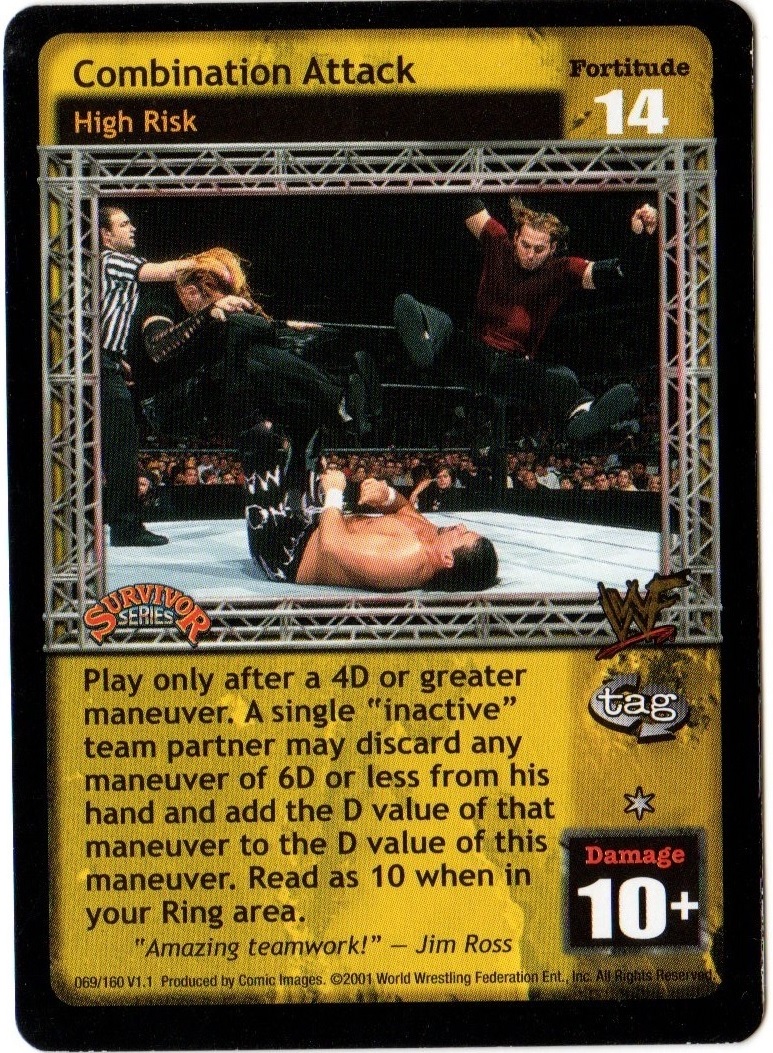 Combination Attack
Fortitude
High Risk
14
SURVIVOR
SERIES
WF
tag
Play only after a 4D or greater
maneuver. A single “inactive”
team partner may discard any
maneuver of 6D or less from his
hand and add the D value of that
maneuver to the D value of this
maneuver. Read as 10 when in
your Ring area.
Damage
10+
"Amazing teamwork!” — Jim Ross
069/160 V1.1 Produced by Comic Images. ©2001 World Wrestling Federation Ent., Inc. All Rights Reserved.